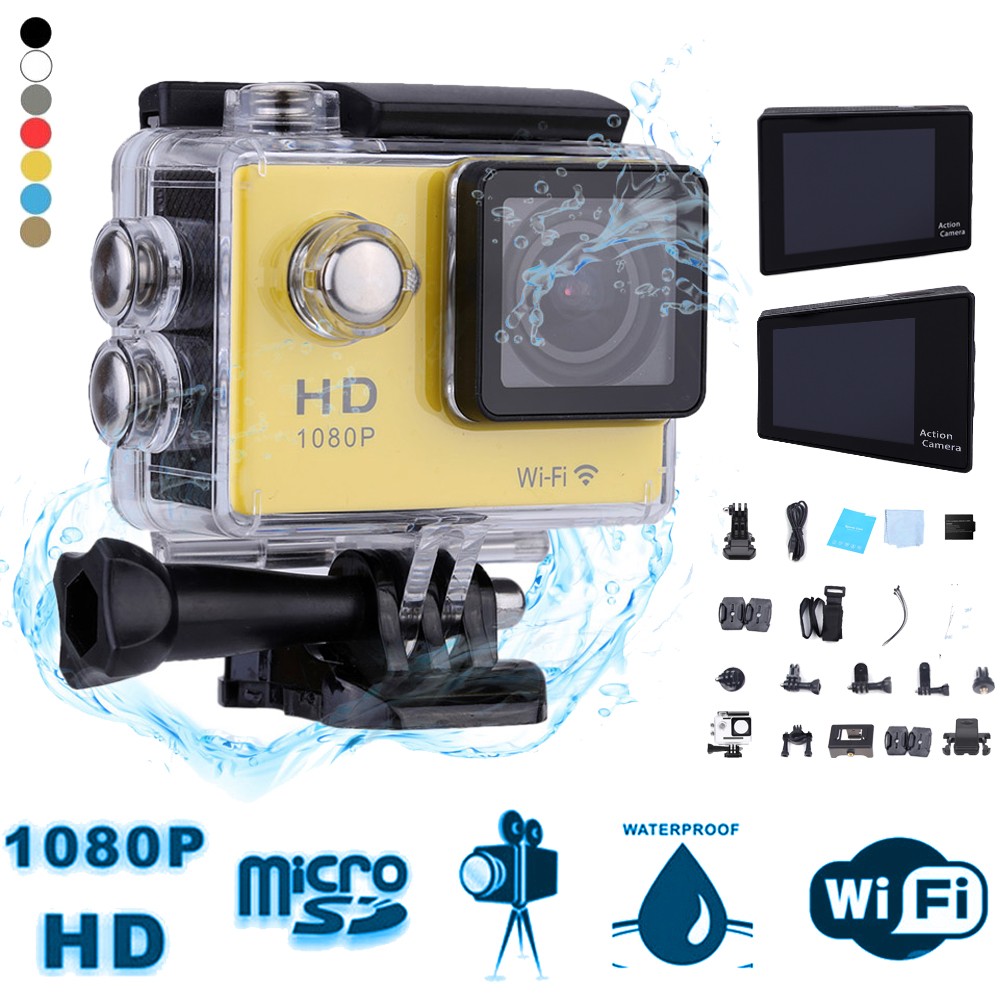 HD
1080P
Wi-Fi
Action
Camera
Action
Camera
1080P
HD
micro
SD
WATERPROOF
WiFi